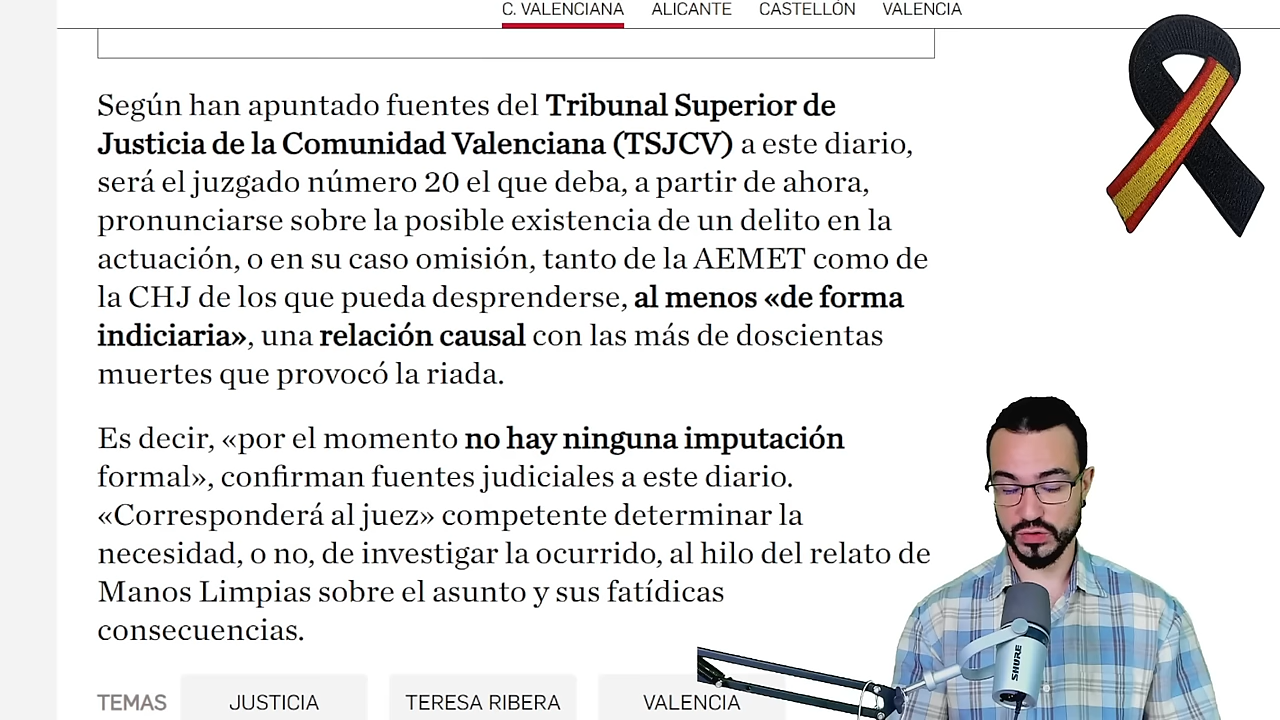 C. VALENCIANA ALICANTE CASTELLÓN VALENCIA
Según han apuntado fuentes del Tribunal Superior de
Justicia de la Comunidad Valenciana (TSJCV) a este diario,
será el juzgado número 20 el que deba, a partir de ahora,
pronunciarse sobre la posible existencia de un delito en la
actuación, o en su caso omisión, tanto de la AEMET como de
la CHJ de los que pueda desprenderse, al menos «de forma
indiciaria», una relación causal con las más de doscientas
muertes que provocó la riada.
Es decir, «por el momento no hay ninguna imputación
formal», confirman fuentes judiciales a este diario.
«Corresponderá al juez» competente determinar la
necesidad, o no, de investigar la ocurrido, al hilo del relato de
Manos Limpias sobre el asunto y sus fatídicas
consecuencias.
TEMAS JUSTICIA TERESA RIBERA VALENCIA
SHURE